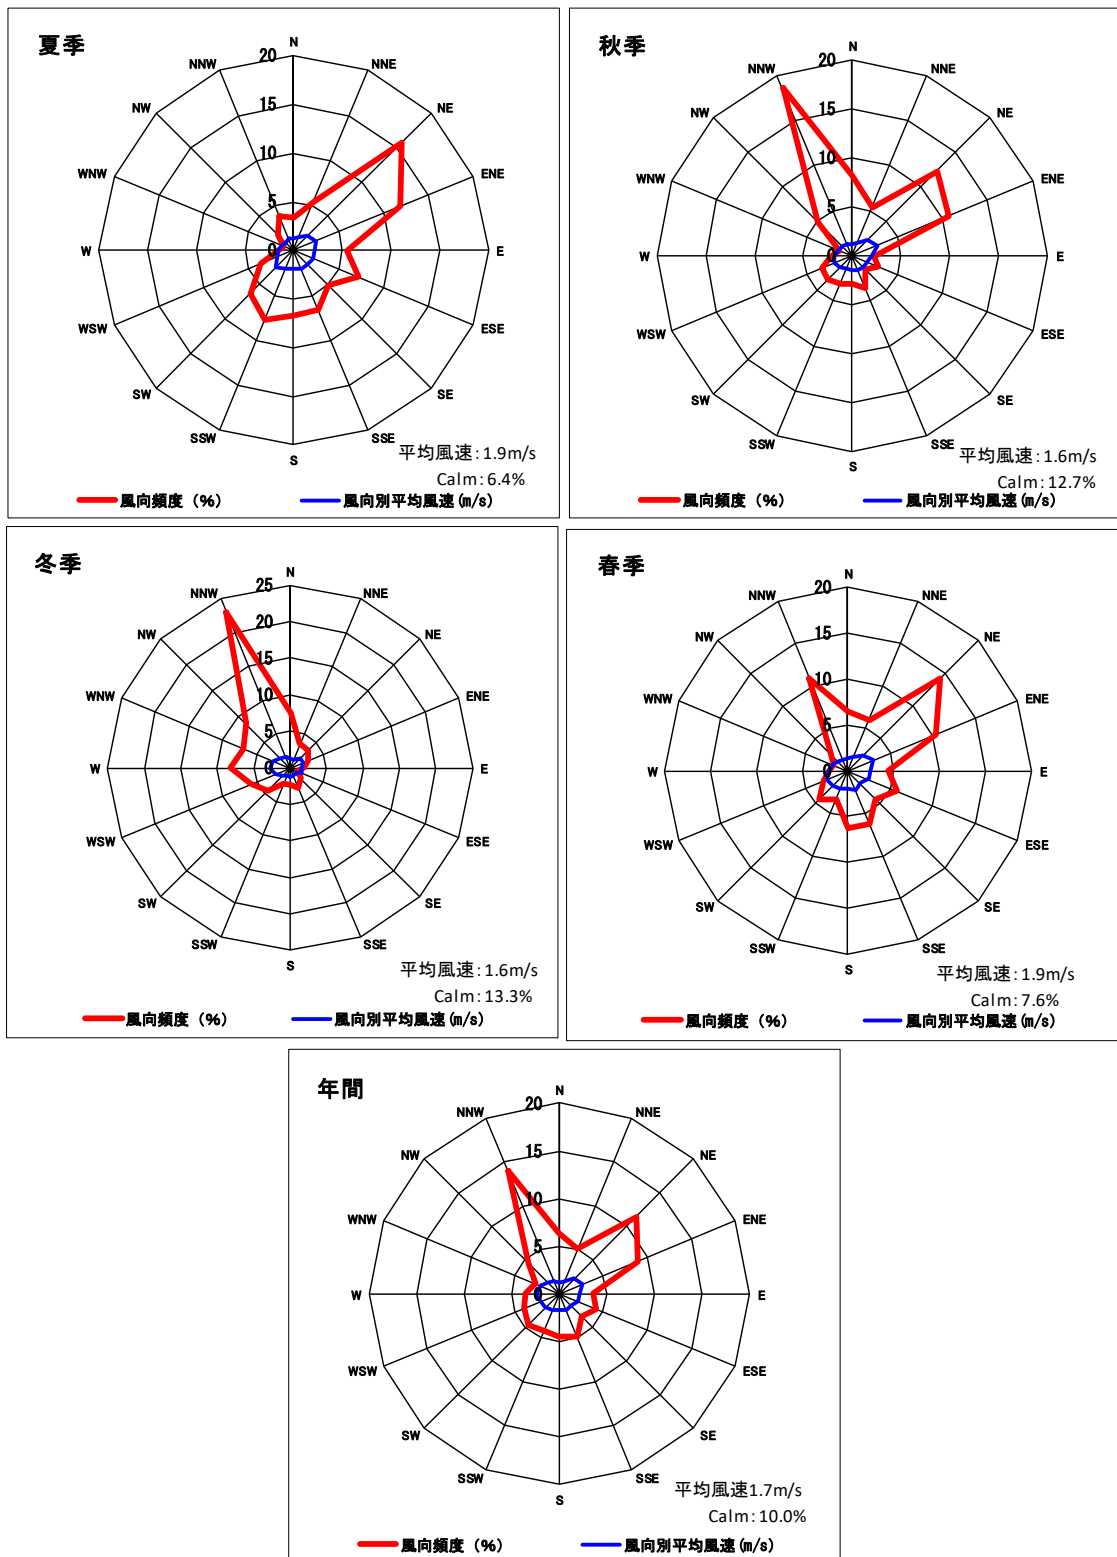 夏季
N
NNE
NE
ENE
E
ESE
SE
SSE
S
SSW
SW
WSW
W
WNW
NW
NNW
20
15
10
5
0
平均風速:1.9m/s
Calm:6.4%
風向頻度（%） 風向別平均風速(m/s)
秋季
N
NNE
NE
ENE
E
ESE
SE
SSE
S
SSW
SW
WSW
W
WNW
NW
NNW
20
15
10
5
0
平均風速:1.6m/s
Calm:12.7%
風向頻度（%） 風向別平均風速(m/s)
冬季
N
NNE
NE
ENE
E
ESE
SE
SSE
S
SSW
SW
WSW
W
WNW
NW
NNW
25
20
15
10
5
0
平均風速:1.6m/s
Calm:13.3%
風向頻度（%） 風向別平均風速(m/s)
春季
N
NNE
NE
ENE
E
ESE
SE
SSE
S
SSW
SW
WSW
W
WNW
NW
NNW
20
15
10
5
0
平均風速:1.9m/s
Calm:7.6%
風向頻度（%） 風向別平均風速(m/s)
年間
N
NNE
NE
ENE
E
ESE
SE
SSE
S
SSW
SW
WSW
W
WNW
NW
NNW
20
15
10
5
0
平均風速1.7m/s
Calm:10.0%
風向頻度（%） 風向別平均風速(m/s)